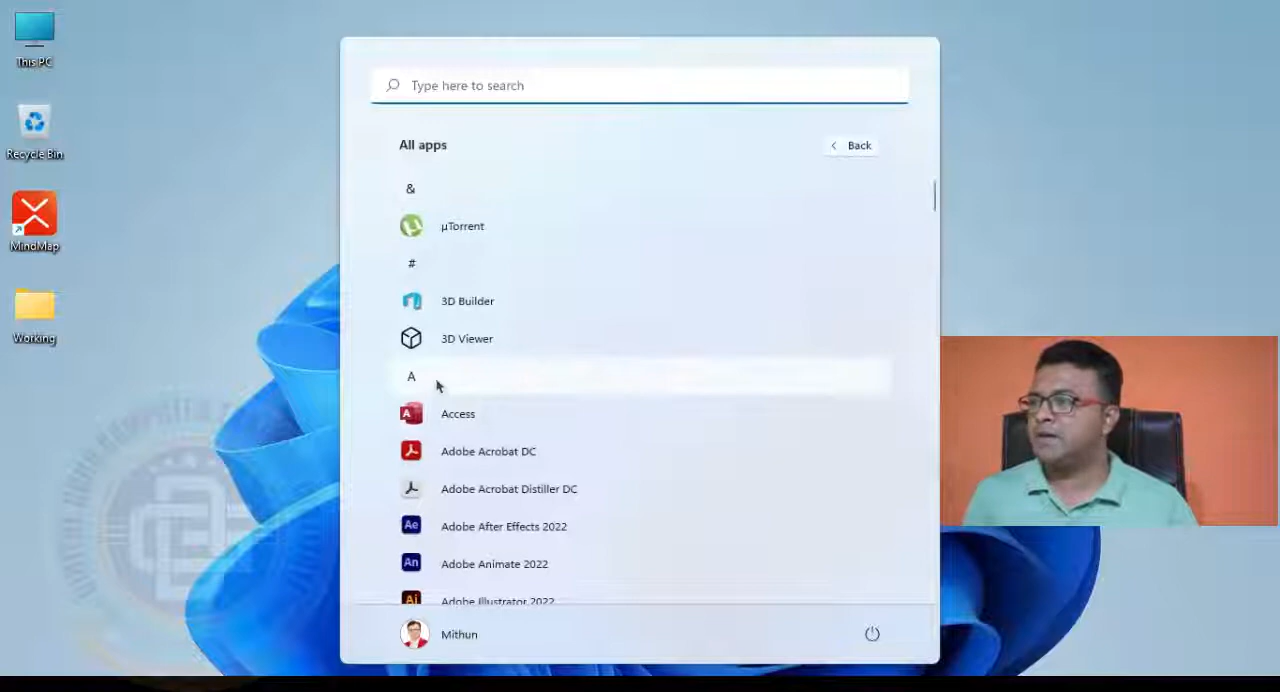 This PC
Recycle Bin
MindMap
Working
Type here to search
All apps
Back
&
µTorrent
#
3D Builder
3D Viewer
A
Access
Adobe Acrobat DC
Adobe Acrobat Distiller DC
Adobe After Effects 2022
Adobe Animate 2022
Adobe Illustrator 2022
Mithun